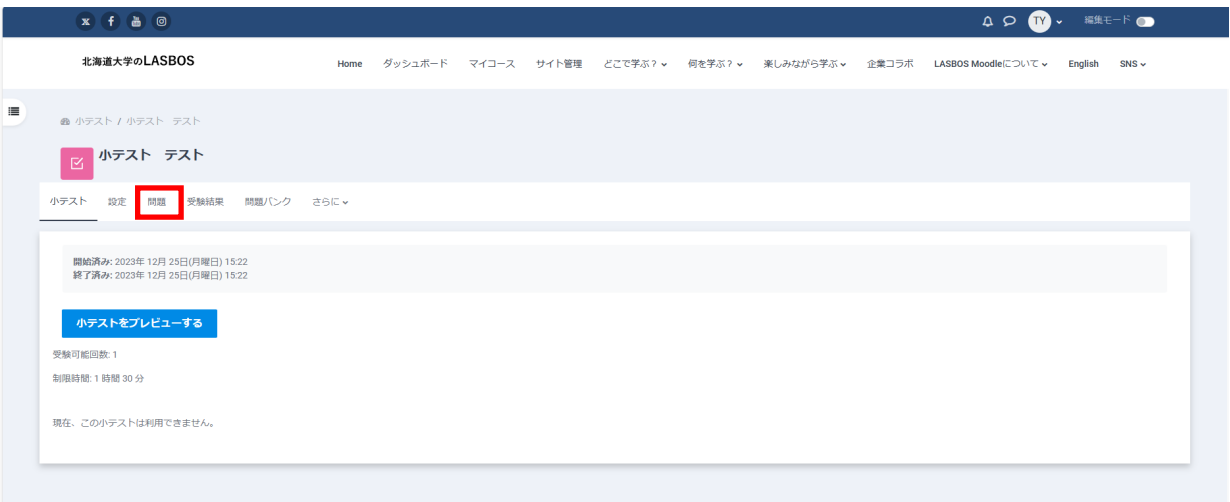 TY 編集モード
北海道大学のLASBOS Home ダッシュボード マイコース サイト管理 どこで学ぶ？ 何を学ぶ？ 楽しみながら学ぶ 企業コラボ LASBOS Moodleについて English SNS
小テスト / 小テスト　テスト
小テスト　テスト
小テスト 設定 問題 受験結果 問題バンク さらに
開始済み: 2023年 12月 25日(月曜日) 15:22
終了済み: 2023年 12月 25日(月曜日) 15:22
小テストをプレビューする
受験可能回数: 1
制限時間: 1 時間 30 分
現在、この小テストは利用できません。